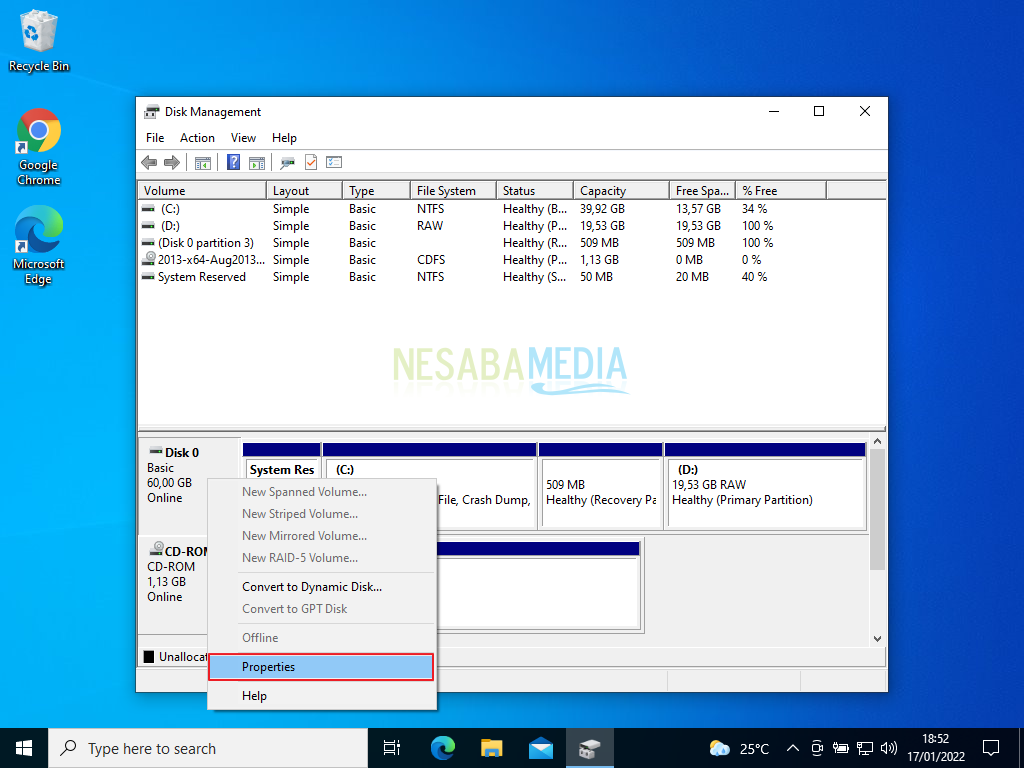 Recycle Bin
Google
Chrome
Microsoft
Edge
Disk Management
File Action View Help
Volume Layout Type File System Status Capacity Free Spa... % Free
(C:) Simple Basic NTFS Healthy (B... 39,92 GB 13,57 GB 34 %
(D:) Simple Basic RAW Healthy (P... 19,53 GB 19,53 GB 100 %
(Disk 0 partition 3) Simple Basic Healthy (R... 509 MB 509 MB 100 %
2013-x64-Aug2013... Simple Basic CDFS Healthy (P... 1,13 GB 0 MB 0 %
System Reserved Simple Basic NTFS Healthy (S... 50 MB 20 MB 40 %
NESABAMEDIA
Disk 0
Basic
60,00 GB
Online
System Res
(C:)
File, Crash Dump,
509 MB
Healthy (Recovery Pa
(D:)
19,53 GB RAW
Healthy (Primary Partition)
CD-ROM
CD-ROM
1,13 GB
Online
Unallocat
New Spanned Volume...
New Striped Volume...
New Mirrored Volume...
New RAID-5 Volume...
Convert to Dynamic Disk...
Convert to GPT Disk
Offline
Properties
Help
Type here to search
25°C
18:52
17/01/2022